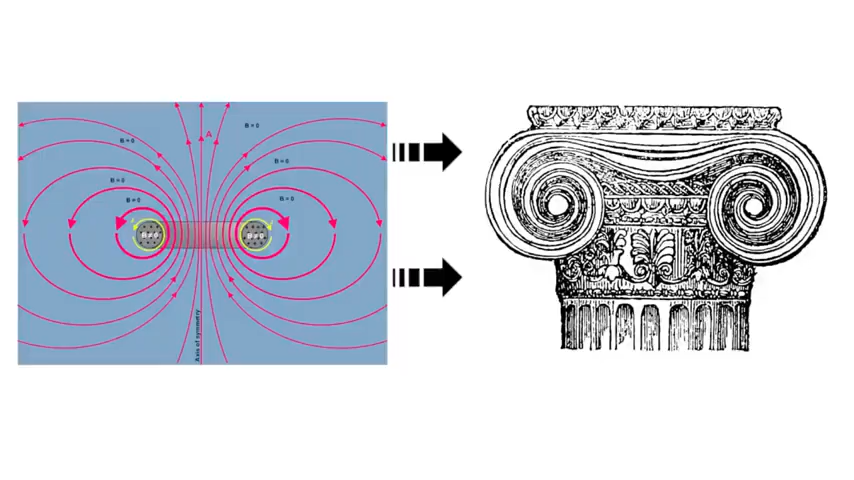 A
B = 0
B = 0
B = 0
B = 0
B ≠ 0
B = 0
B ≠ 0
B ≠ 0
Axis of symmetry